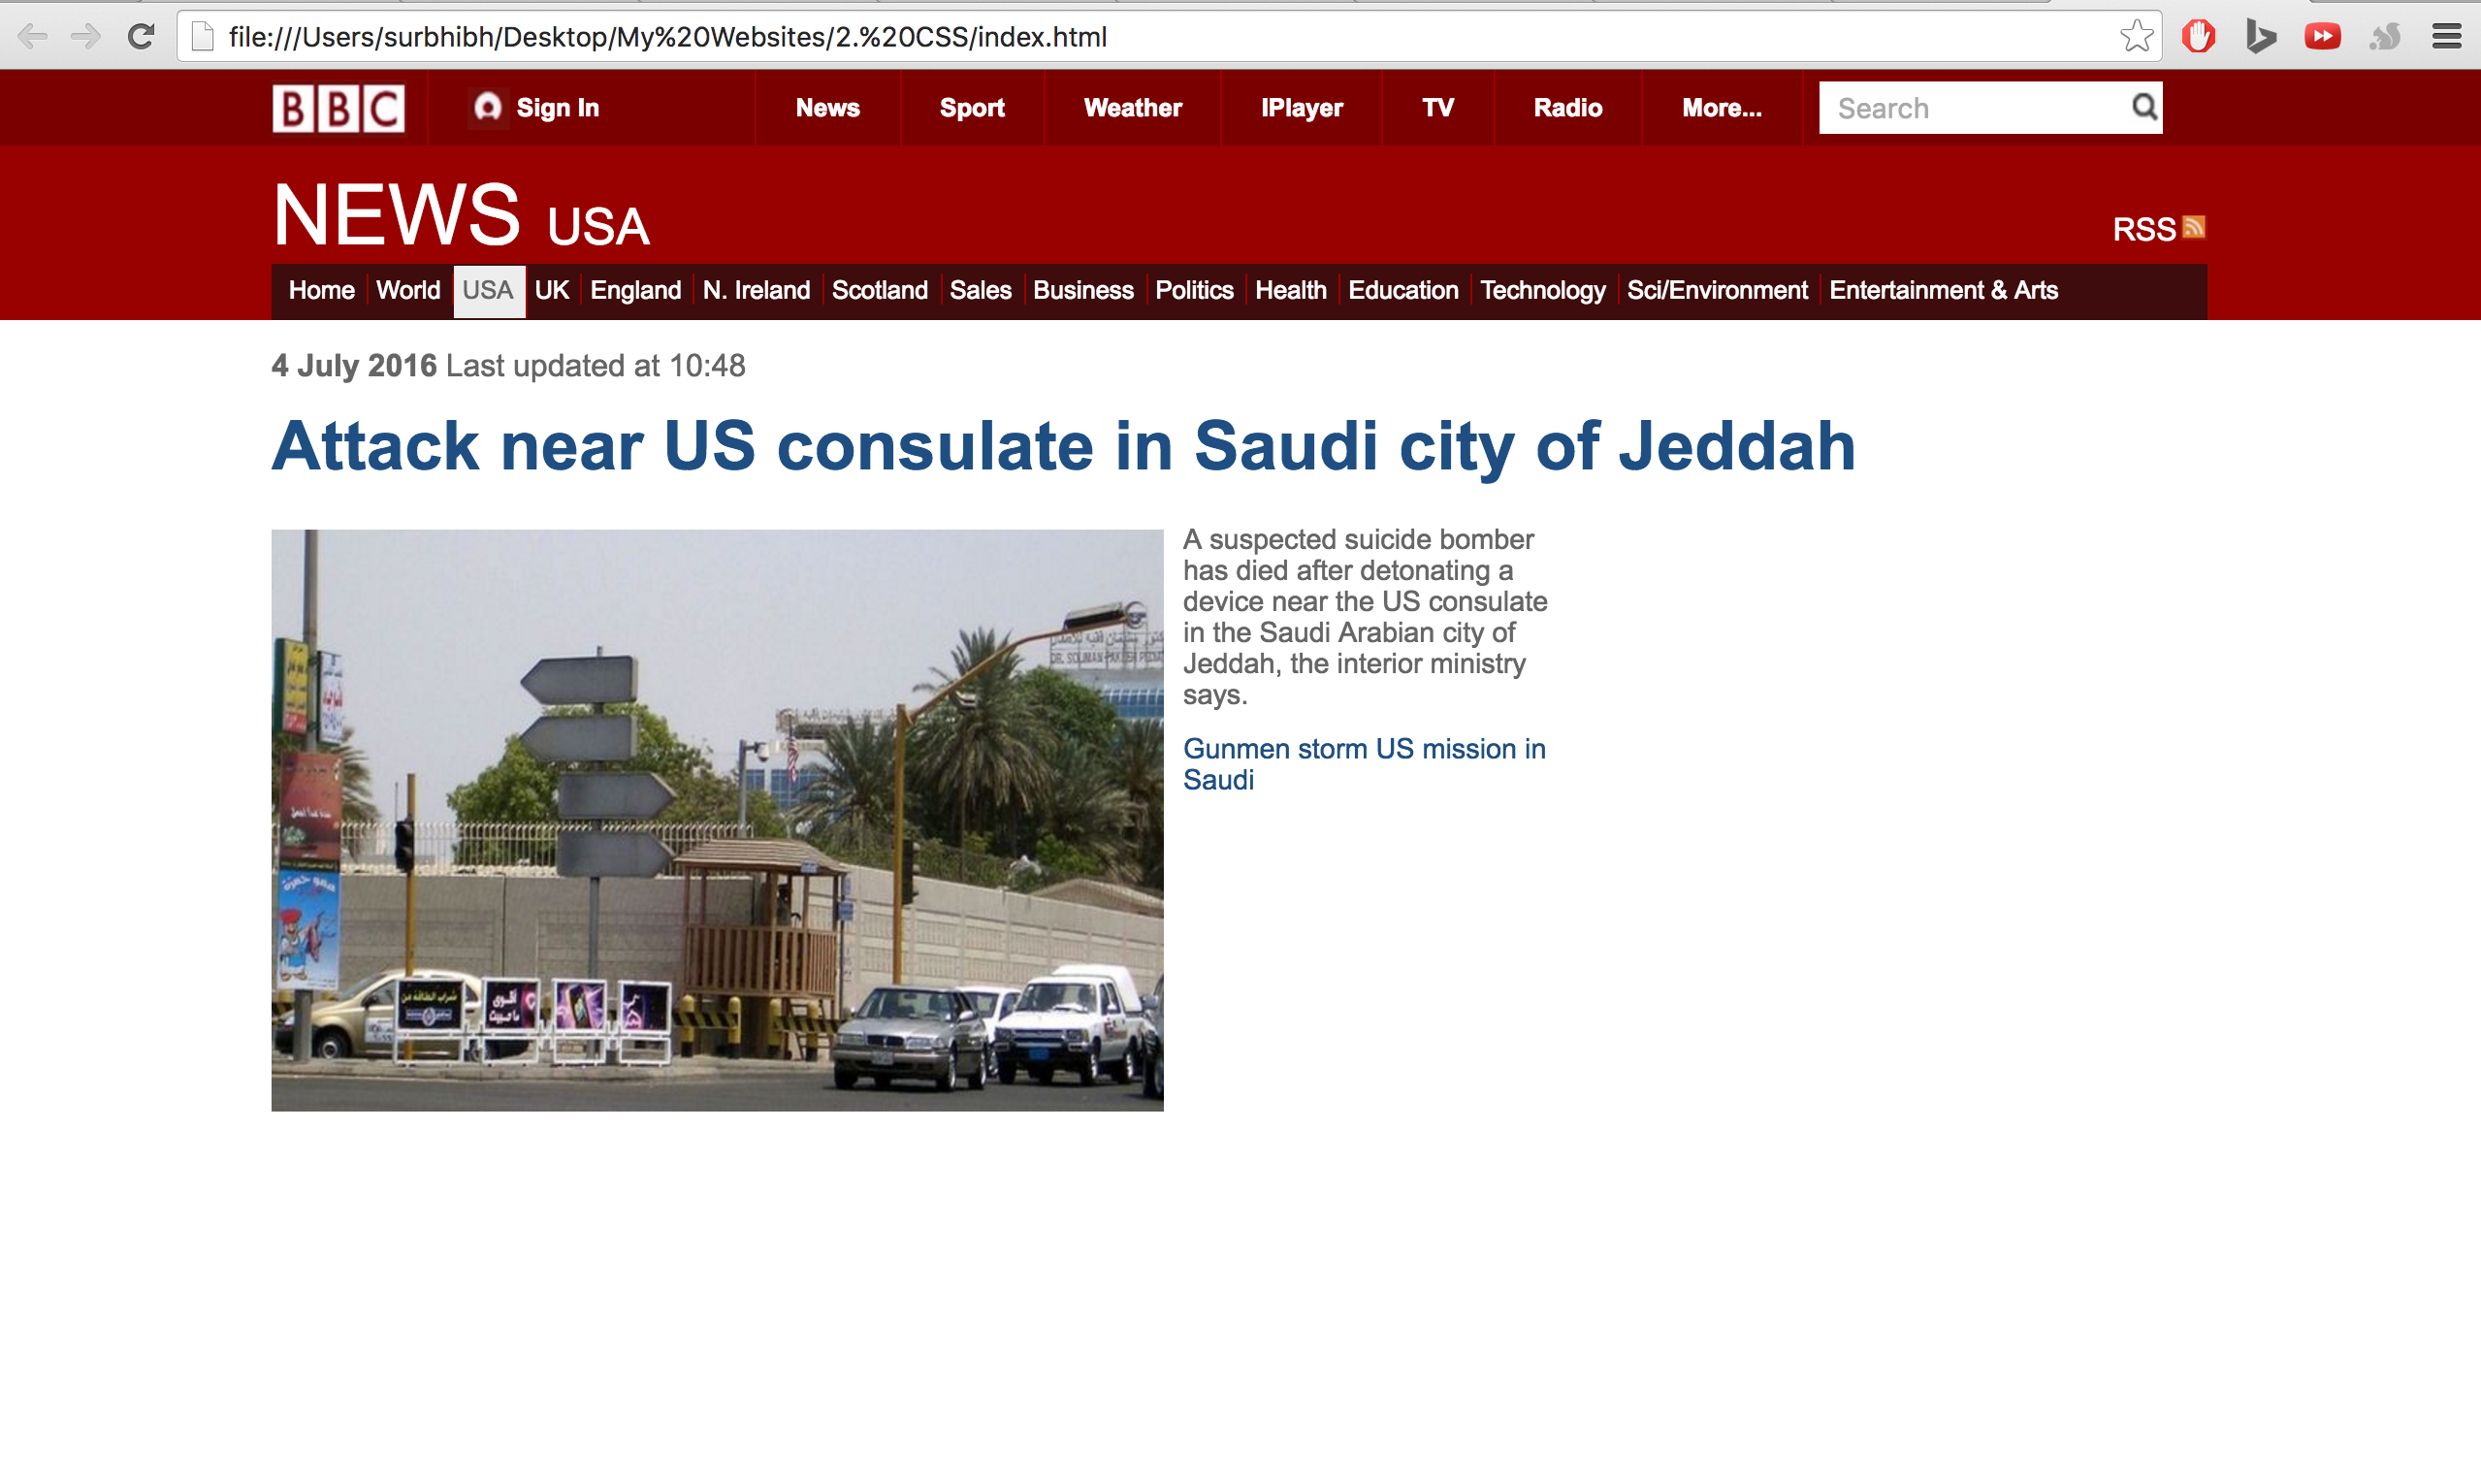 file:///Users/surbhibh/Desktop/My%20Websites/2.%20CSS/index.html
BBC
Sign In
News
Sport
Weather
IPlayer
TV
Radio
More...
Search
NEWS USA
RSS
Home
World
USA
UK
England
N. Ireland
Scotland
Sales
Business
Politics
Health
Education
Technology
Sci/Environment
Entertainment & Arts
4 July 2016 Last updated at 10:48
Attack near US consulate in Saudi city of Jeddah
A suspected suicide bomber
has died after detonating a
device near the US consulate
in the Saudi Arabian city of
Jeddah, the interior ministry
says.
Gunmen storm US mission in
Saudi
شراب الطاقة من
أقوى